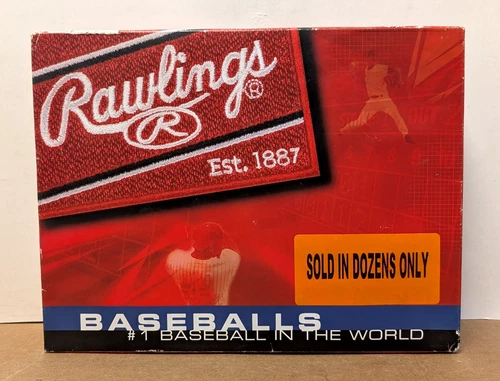 Rawlings®
R
Est. 1887
SOLD IN DOZENS ONLY
BASEBALLS
#1 BASEBALL IN THE WORLD